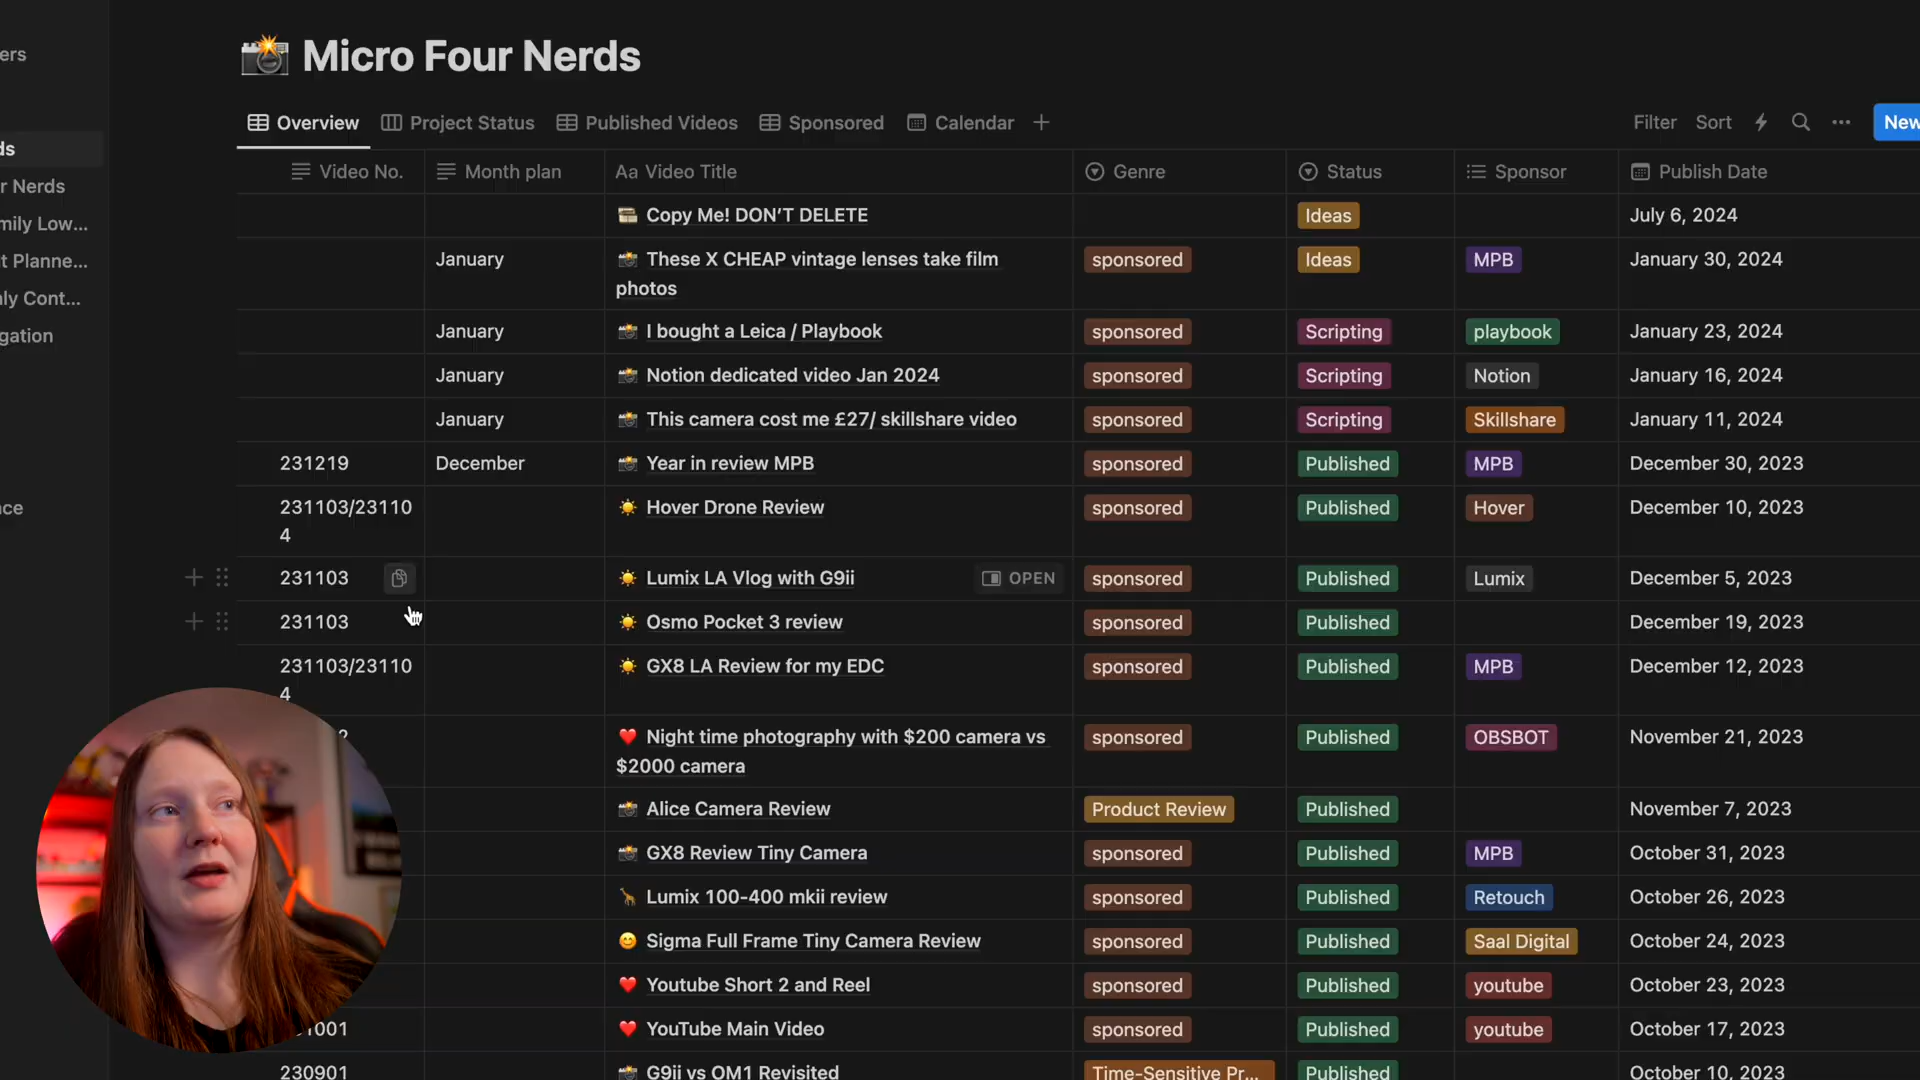 ers
Micro Four Nerds
Overview Project Status Published Videos Sponsored Calendar Filter Sort New
ds
Video No. Month plan Aa Video Title Genre Status Sponsor Publish Date
r Nerds
Copy Me! DON'T DELETE Ideas July 6, 2024
mily Low...
January These X CHEAP vintage lenses take film sponsored Ideas MPB January 30, 2024
t Planne...
photos
ly Cont...
January I bought a Leica / Playbook sponsored Scripting playbook January 23, 2024
gation
January Notion dedicated video Jan 2024 sponsored Scripting Notion January 16, 2024
January This camera cost me £27/ skillshare video sponsored Scripting Skillshare January 11, 2024
231219 December Year in review MPB sponsored Published MPB December 30, 2023
ce
231103/23110 Hover Drone Review sponsored Published Hover December 10, 2023
4
231103 Lumix LA Vlog with G9ii OPEN sponsored Published Lumix December 5, 2023
231103 Osmo Pocket 3 review sponsored Published December 19, 2023
231103/23110 GX8 LA Review for my EDC sponsored Published MPB December 12, 2023
4
2 Night time photography with $200 camera vs sponsored Published OBSBOT November 21, 2023
$2000 camera
Alice Camera Review Product Review Published November 7, 2023
GX8 Review Tiny Camera sponsored Published MPB October 31, 2023
Lumix 100-400 mkii review sponsored Published Retouch October 26, 2023
Sigma Full Frame Tiny Camera Review sponsored Published Saal Digital October 24, 2023
Youtube Short 2 and Reel sponsored Published youtube October 23, 2023
1001 YouTube Main Video sponsored Published youtube October 17, 2023
230901 G9ii vs OM1 Revisited Time-Sensitive Pr... Published October 10, 2023